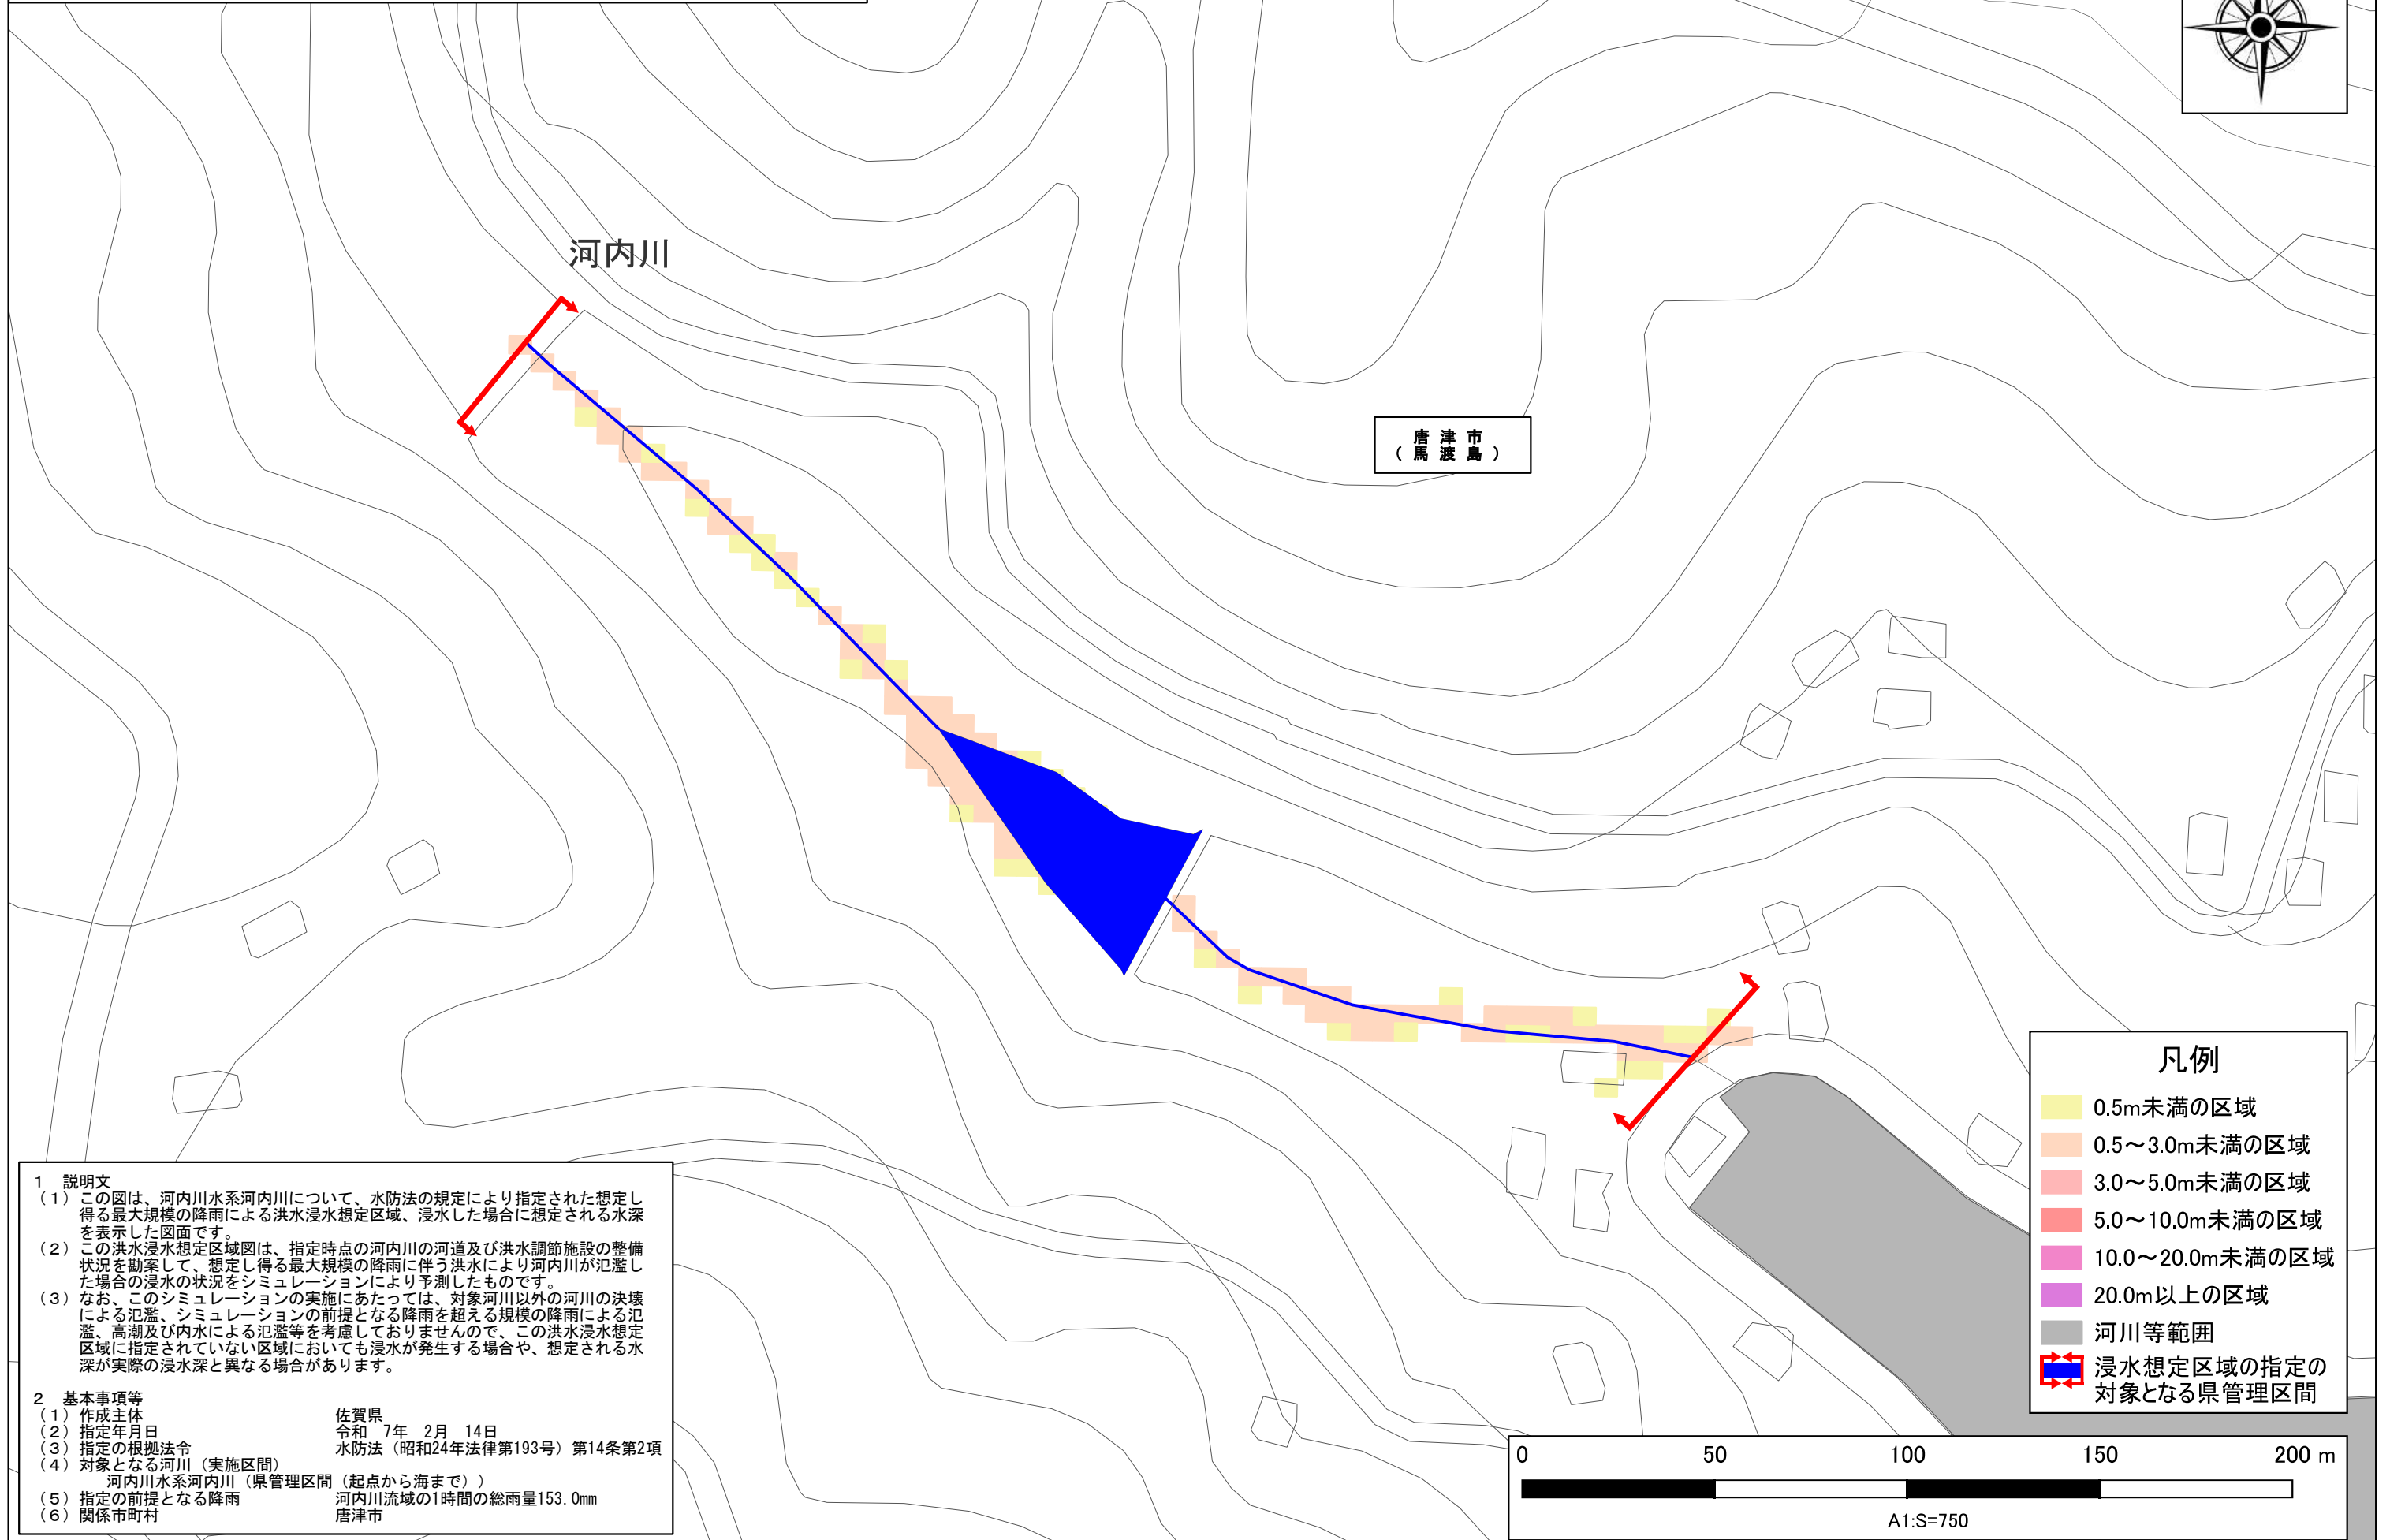 河内川
唐津市
（馬渡島）
凡例
0.5m未満の区域
0.5～3.0m未満の区域
3.0～5.0m未満の区域
5.0～10.0m未満の区域
10.0～20.0m未満の区域
20.0m以上の区域
河川等範囲
浸水想定区域の指定の
対象となる県管理区間
1　説明文
（1）この図は、河内川水系河内川について、水防法の規定により指定された想定し
得る最大規模の降雨による洪水浸水想定区域、浸水した場合に想定される水深
を表示した図面です。
（2）この洪水浸水想定区域図は、指定時点の河内川の河道及び洪水調節施設の整備
状況を勘案して、想定し得る最大規模の降雨に伴う洪水により河内川が氾濫し
た場合の浸水の状況をシミュレーションにより予測したものです。
（3）なお、このシミュレーションの実施にあたっては、対象河川以外の河川の決壊
による氾濫、シミュレーションの前提となる降雨を超える規模の降雨による氾
濫、高潮及び内水による氾濫等を考慮しておりませんので、この洪水浸水想定
区域に指定されていない区域においても浸水が発生する場合や、想定される水
深が実際の浸水深と異なる場合があります。
2　基本事項等
（1）作成主体　佐賀県
（2）指定年月日　令和　7年　2月　14日
（3）指定の根拠法令　水防法（昭和24年法律第193号）第14条第2項
（4）対象となる河川（実施区間）
河内川水系河内川（県管理区間（起点から海まで））
（5）指定の前提となる降雨　河内川流域の1時間の総雨量153.0mm
（6）関係市町村　唐津市
0 50 100 150 200 m
A1:S=750